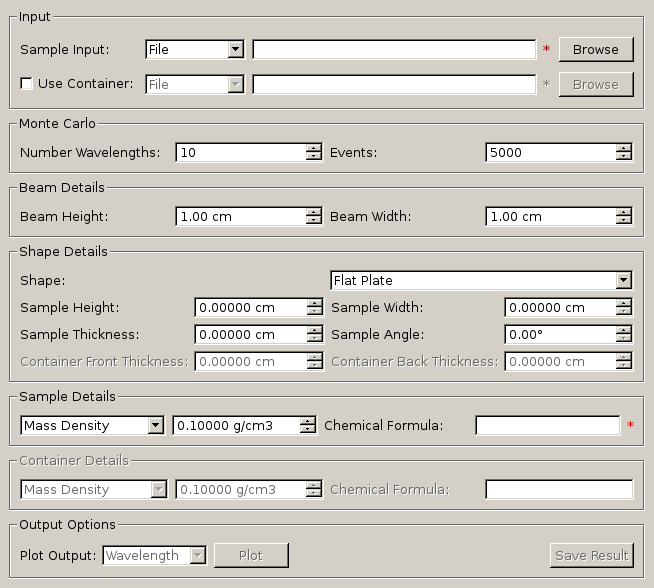 Input
Sample Input: File * Browse
Use Container: File * Browse
Monte Carlo
Number Wavelengths: 10 Events: 5000
Beam Details
Beam Height: 1.00 cm Beam Width: 1.00 cm
Shape Details
Shape: Flat Plate
Sample Height: 0.00000 cm Sample Width: 0.00000 cm
Sample Thickness: 0.00000 cm Sample Angle: 0.00°
Container Front Thickness: 0.00000 cm Container Back Thickness: 0.00000 cm
Sample Details
Mass Density 0.10000 g/cm3 Chemical Formula: *
Container Details
Mass Density 0.10000 g/cm3 Chemical Formula:
Output Options
Plot Output: Wavelength Plot Save Result